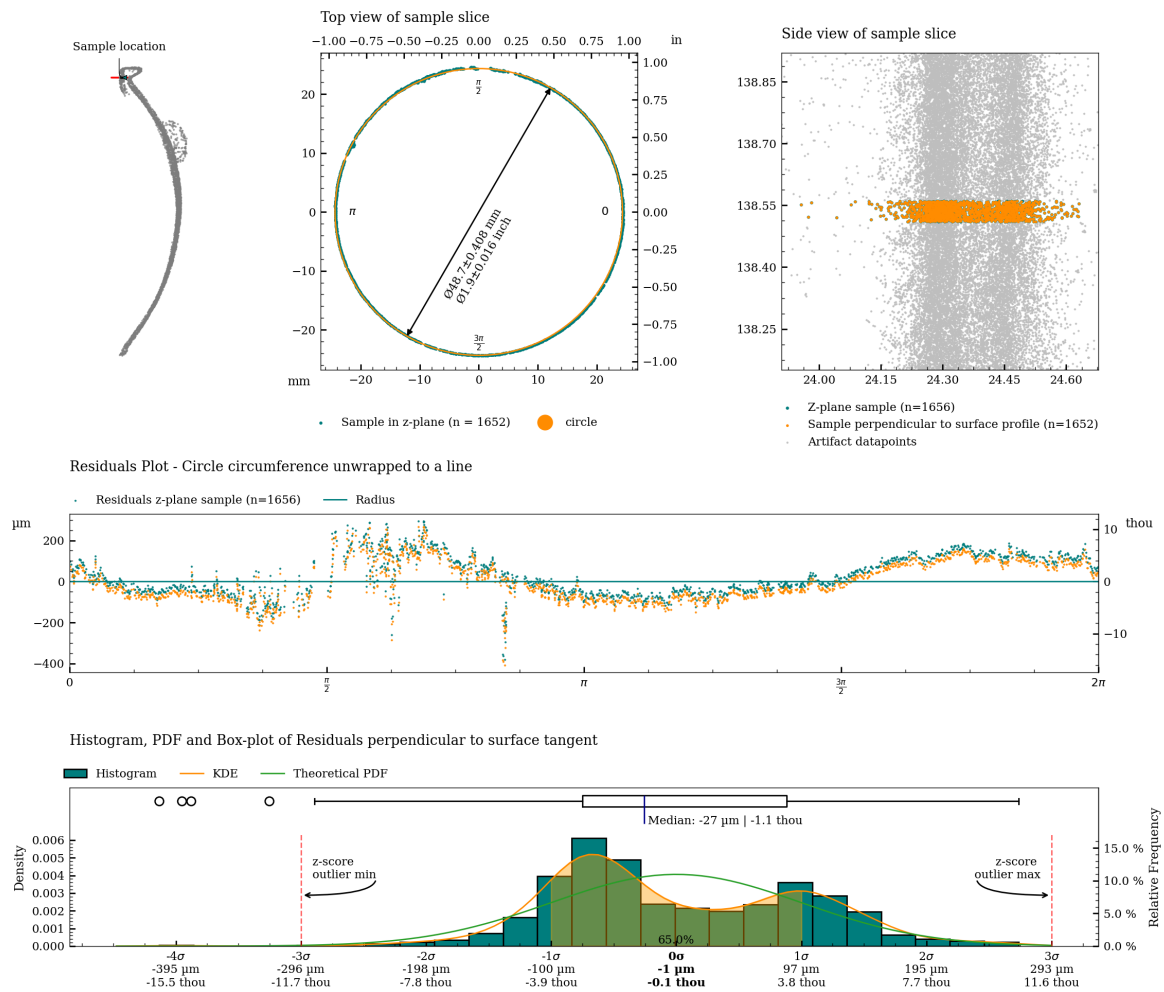 Sample location
Top view of sample slice
−1.00 −0.75 −0.50 −0.25 0.00 0.25 0.50 0.75 1.00 in
20
10
0
−10
−20
mm
−20 −10 0 10 20
1.00
0.75
0.50
0.25
0.00
−0.25
−0.50
−0.75
−1.00
π/2
π
0
3π/2
Ø48.7±0.408 mm
Ø1.9±0.016 inch
Sample in z-plane (n = 1652)
circle
Side view of sample slice
138.85
138.70
138.55
138.40
138.25
24.00 24.15 24.30 24.45 24.60
Z-plane sample (n=1656)
Sample perpendicular to surface profile (n=1652)
Artifact datapoints
Residuals Plot - Circle circumference unwrapped to a line
Residuals z-plane sample (n=1656)
Radius
µm
200
0
−200
−400
thou
10
0
−10
0 π/2 π 3π/2 2π
Histogram, PDF and Box-plot of Residuals perpendicular to surface tangent
Histogram
KDE
Theoretical PDF
Median: -27 µm | -1.1 thou
Density
0.006
0.005
0.004
0.003
0.002
0.001
0.000
z-score
outlier min
z-score
outlier max
Relative Frequency
15.0 %
10.0 %
5.0 %
0.0 %
65.0%
-4σ -3σ -2σ -1σ 0σ 1σ 2σ 3σ
-395 µm -296 µm -198 µm -100 µm -1 µm 97 µm 195 µm 293 µm
-15.5 thou -11.7 thou -7.8 thou -3.9 thou -0.1 thou 3.8 thou 7.7 thou 11.6 thou